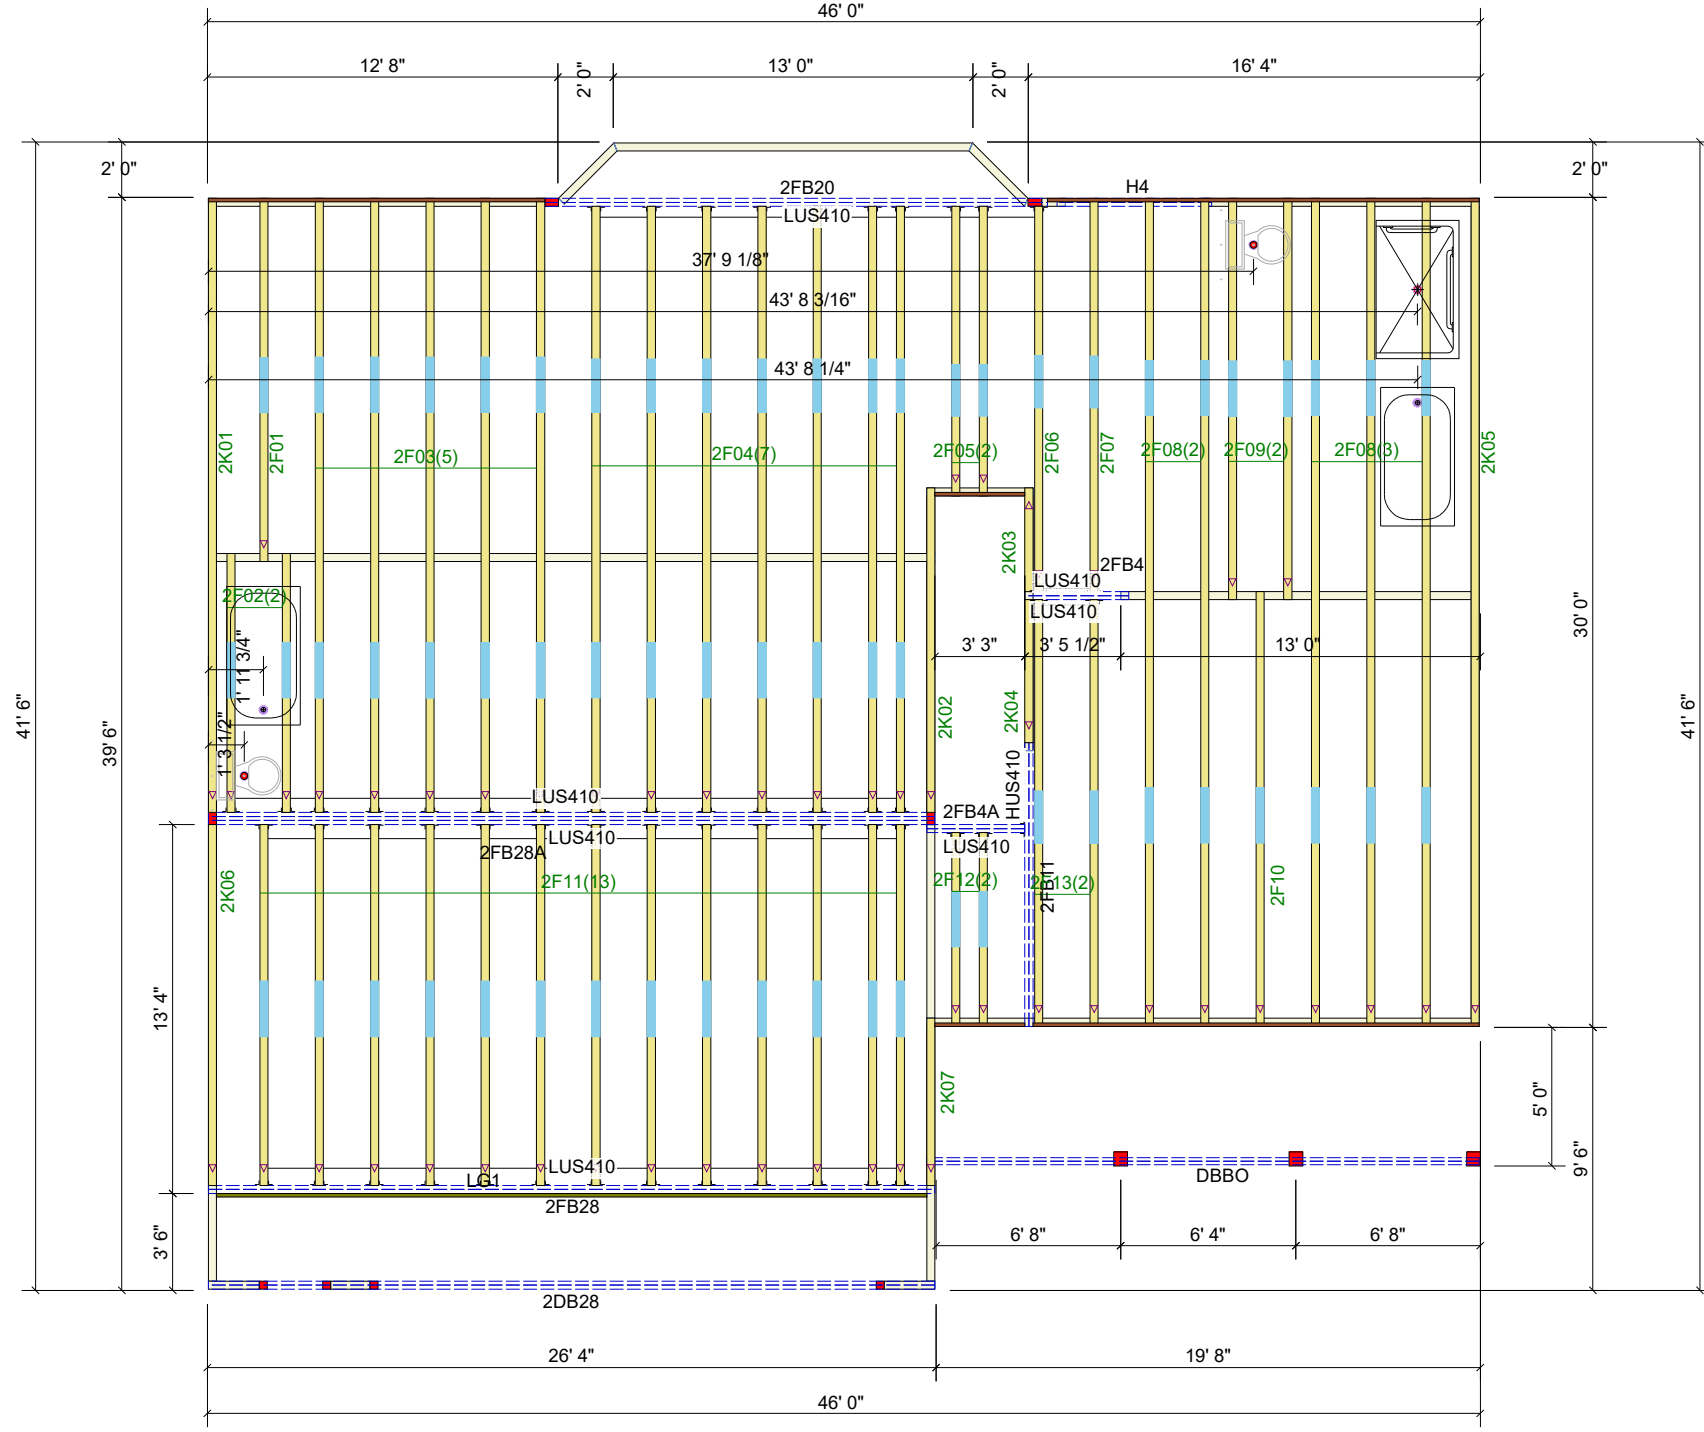 46' 0"
12' 8"
2' 0"
13' 0"
2' 0"
16' 4"
2' 0"
2' 0"
2FB20
H4
LUS410
37' 9 1/8"
43' 8 3/16"
43' 8 1/4"
2K01
2F01
2F03(5)
2F04(7)
2F05(2)
2F06
2F07
2F08(2)
2F09(2)
2F08(3)
2K05
2K03
2FB4
LUS410
LUS410
2F02(2)
30' 0"
3' 3"
3' 5 1/2"
13' 0"
1' 11 3/4"
1' 3 1/2"
41' 6"
39' 6"
2K02
2K04
41' 6"
HUS410
LUS410
2FB4A
LUS410
2FB28A
LUS410
2K06
2F11(13)
2F12(2)
2F13(2)
2FB11
2F10
13' 4"
2K07
5' 0"
9' 6"
LUS410
LG1
2FB28
DBBO
3' 6"
6' 8"
6' 4"
6' 8"
2DB28
26' 4"
19' 8"
46' 0"